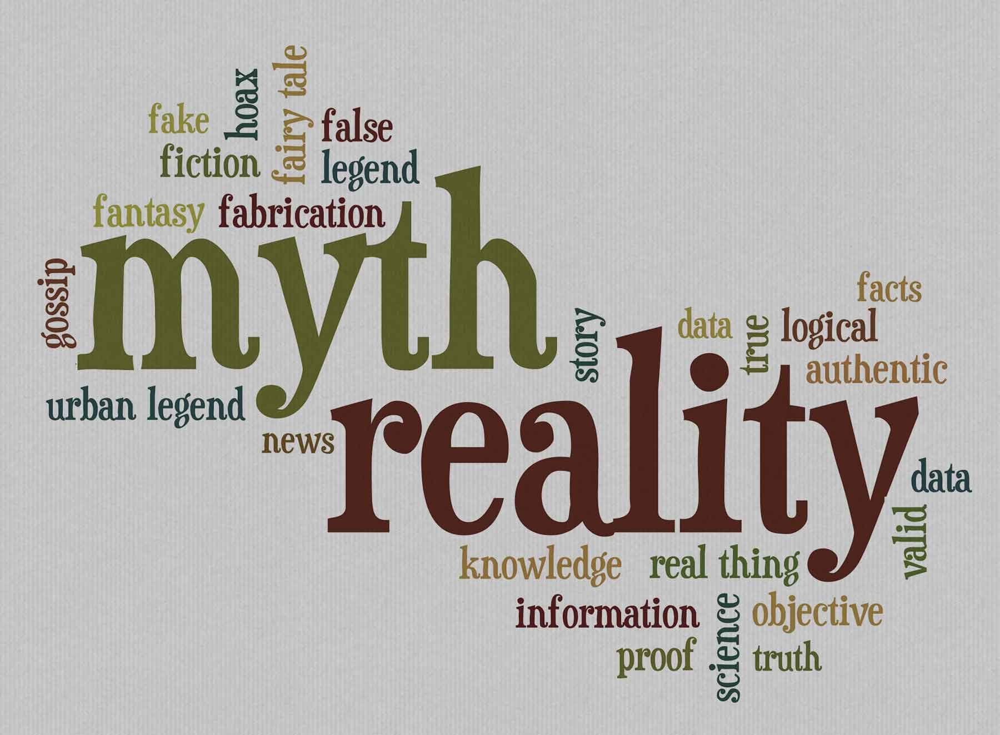 fairy tale
hoax
fake
false
fiction
legend
fantasy
fabrication
myth
gossip
urban legend
news
story
facts
data
true
logical
authentic
reality
data
valid
knowledge
real thing
information
science
objective
proof
truth